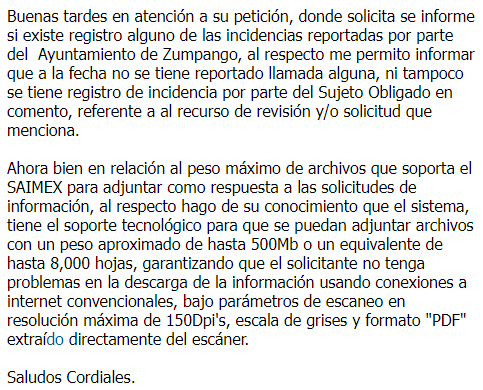 Buenas tardes en atención a su petición, donde solicita se informe
si existe registro alguno de las incidencias reportadas por parte
del  Ayuntamiento de Zumpango, al respecto me permito informar
que a la fecha no se tiene reportado llamada alguna, ni tampoco
se tiene registro de incidencia por parte del Sujeto Obligado en
comento, referente a al recurso de revisión y/o solicitud que
menciona.
Ahora bien en relación al peso máximo de archivos que soporta el
SAIMEX para adjuntar como respuesta a las solicitudes de
información, al respecto hago de su conocimiento que el sistema,
tiene el soporte tecnológico para que se puedan adjuntar archivos
con un peso aproximado de hasta 500Mb o un equivalente de
hasta 8,000 hojas, garantizando que el solicitante no tenga
problemas en la descarga de la información usando conexiones a
internet convencionales, bajo parámetros de escaneo en
resolución máxima de 150Dpi's, escala de grises y formato "PDF"
extraído directamente del escáner.
Saludos Cordiales.